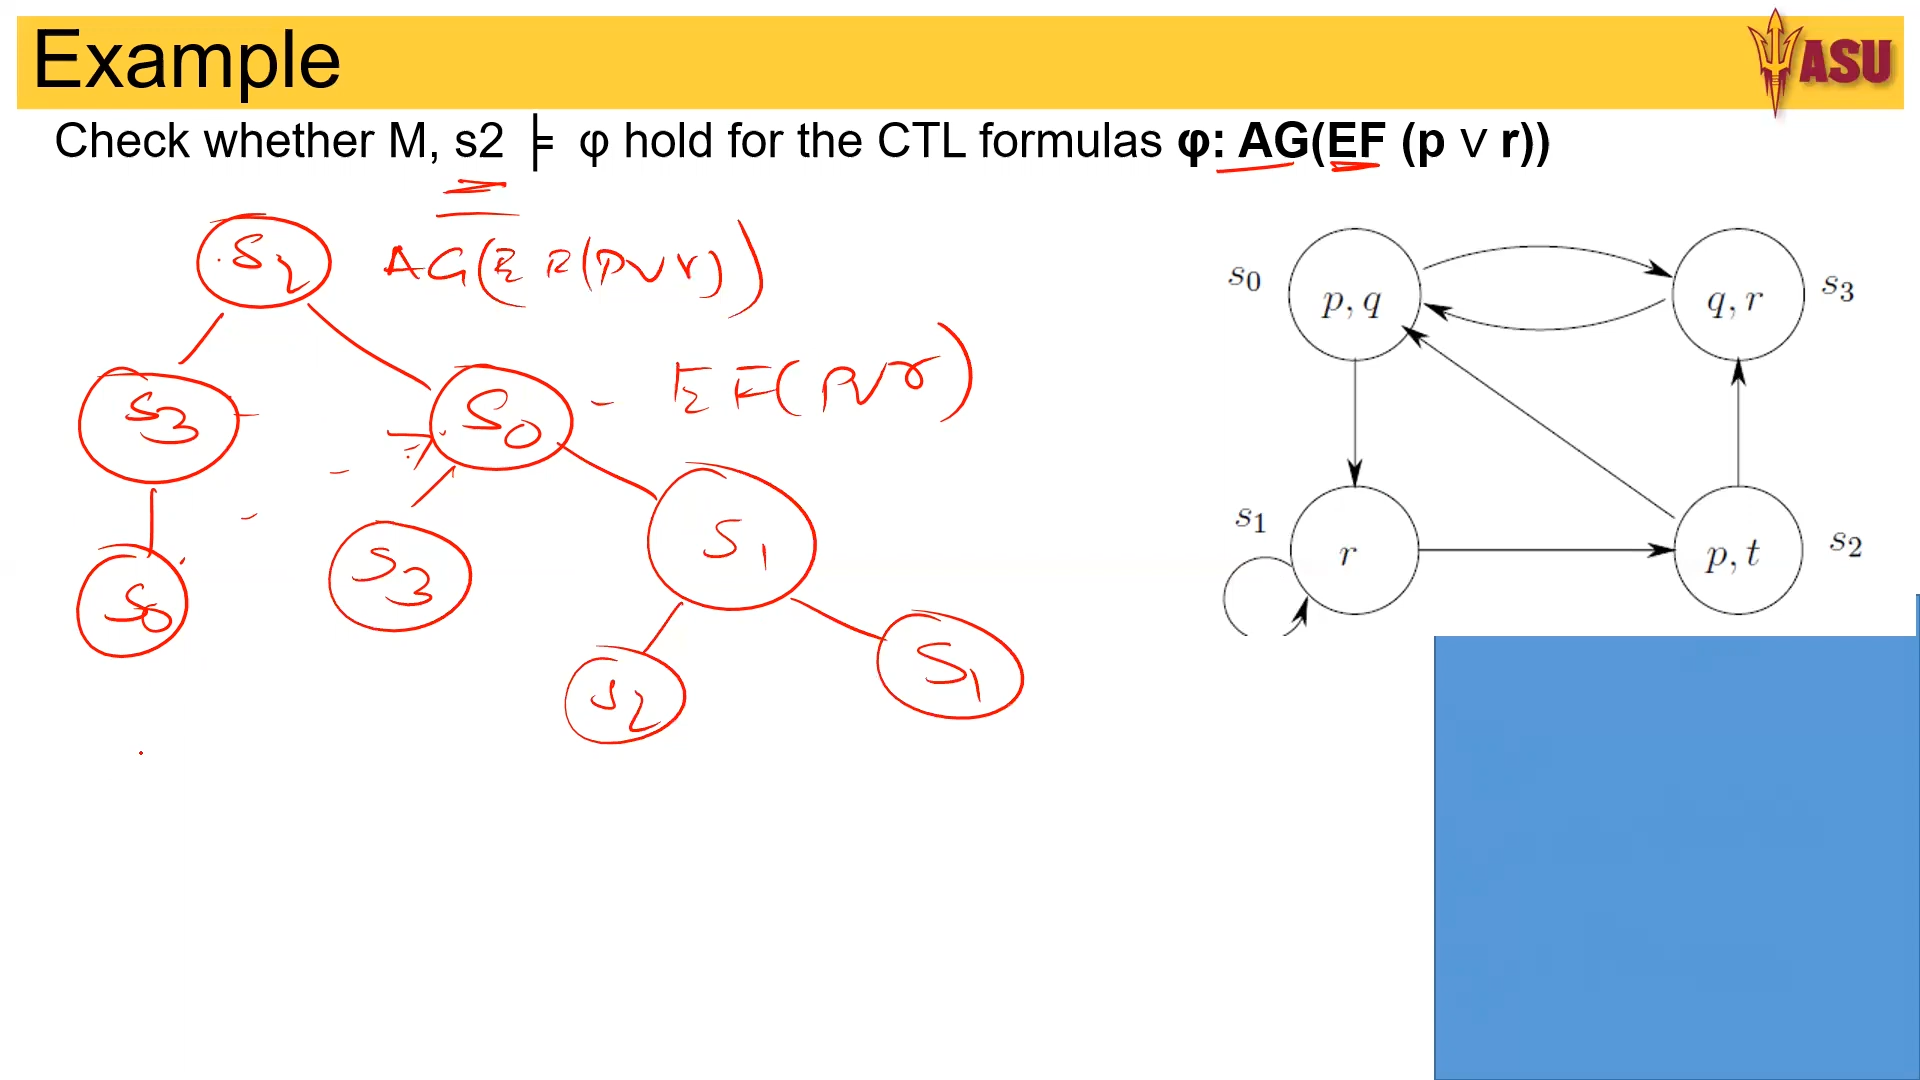 Example
ASU
Check whether M, s2 ⊨ φ hold for the CTL formulas φ: AG(EF (p ∨ r))
S2 AG(EF(p∨r))
S3 S0 - EF(p∨r)
S0 S3 S1
S2 S1
s0 p, q q, r s3
s1 r p, t s2